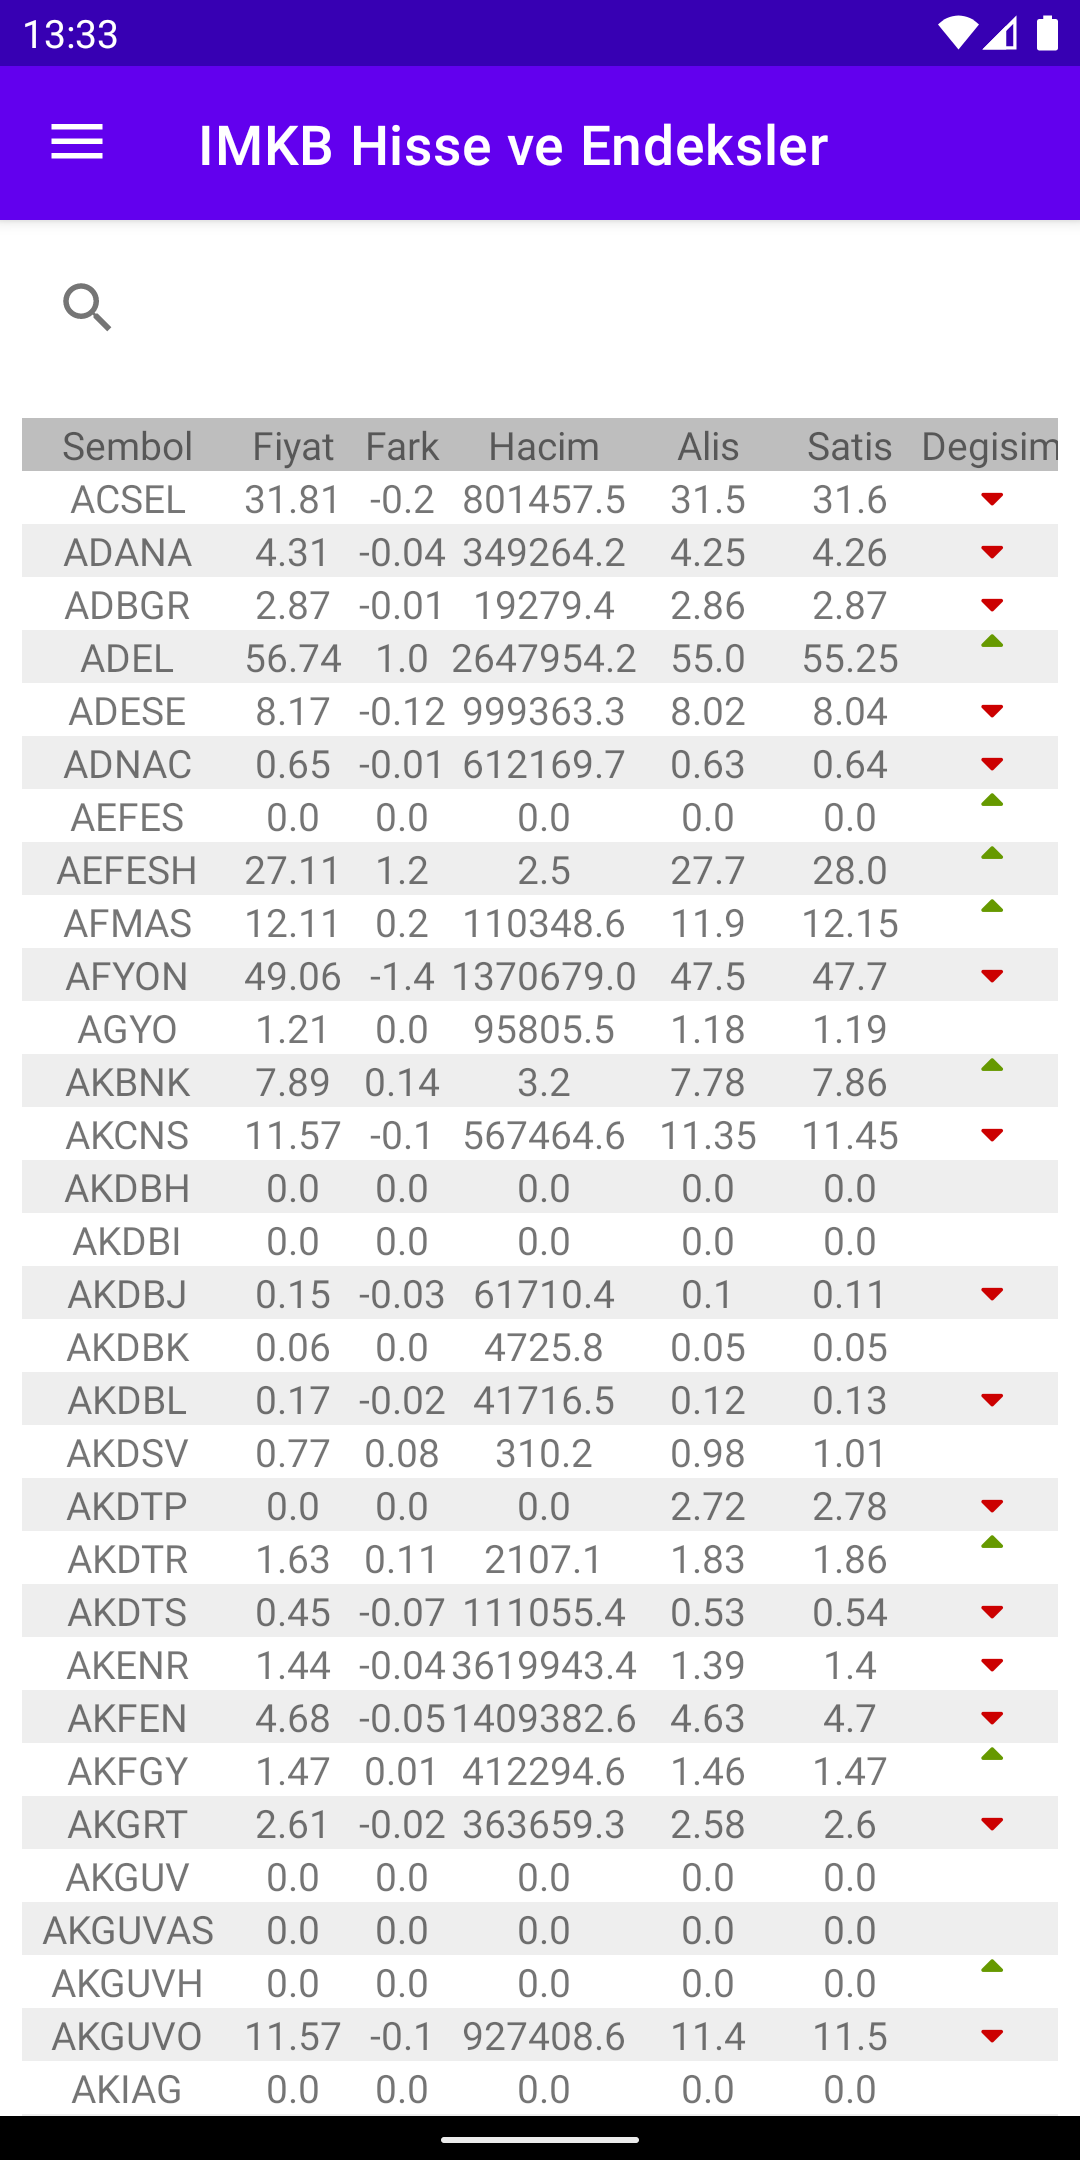 13:33
IMKB Hisse ve Endeksler
Sembol Fiyat Fark Hacim Alis Satis Degisim
ACSEL 31.81 -0.2 801457.5 31.5 31.6
ADANA 4.31 -0.04 349264.2 4.25 4.26
ADBGR 2.87 -0.01 19279.4 2.86 2.87
ADEL 56.74 1.0 2647954.2 55.0 55.25
ADESE 8.17 -0.12 999363.3 8.02 8.04
ADNAC 0.65 -0.01 612169.7 0.63 0.64
AEFES 0.0 0.0 0.0 0.0 0.0
AEFESH 27.11 1.2 2.5 27.7 28.0
AFMAS 12.11 0.2 110348.6 11.9 12.15
AFYON 49.06 -1.4 1370679.0 47.5 47.7
AGYO 1.21 0.0 95805.5 1.18 1.19
AKBNK 7.89 0.14 3.2 7.78 7.86
AKCNS 11.57 -0.1 567464.6 11.35 11.45
AKDBH 0.0 0.0 0.0 0.0 0.0
AKDBI 0.0 0.0 0.0 0.0 0.0
AKDBJ 0.15 -0.03 61710.4 0.1 0.11
AKDBK 0.06 0.0 4725.8 0.05 0.05
AKDBL 0.17 -0.02 41716.5 0.12 0.13
AKDSV 0.77 0.08 310.2 0.98 1.01
AKDTP 0.0 0.0 0.0 2.72 2.78
AKDTR 1.63 0.11 2107.1 1.83 1.86
AKDTS 0.45 -0.07 111055.4 0.53 0.54
AKENR 1.44 -0.04 3619943.4 1.39 1.4
AKFEN 4.68 -0.05 1409382.6 4.63 4.7
AKFGY 1.47 0.01 412294.6 1.46 1.47
AKGRT 2.61 -0.02 363659.3 2.58 2.6
AKGUV 0.0 0.0 0.0 0.0 0.0
AKGUVAS 0.0 0.0 0.0 0.0 0.0
AKGUVH 0.0 0.0 0.0 0.0 0.0
AKGUVO 11.57 -0.1 927408.6 11.4 11.5
AKIAG 0.0 0.0 0.0 0.0 0.0